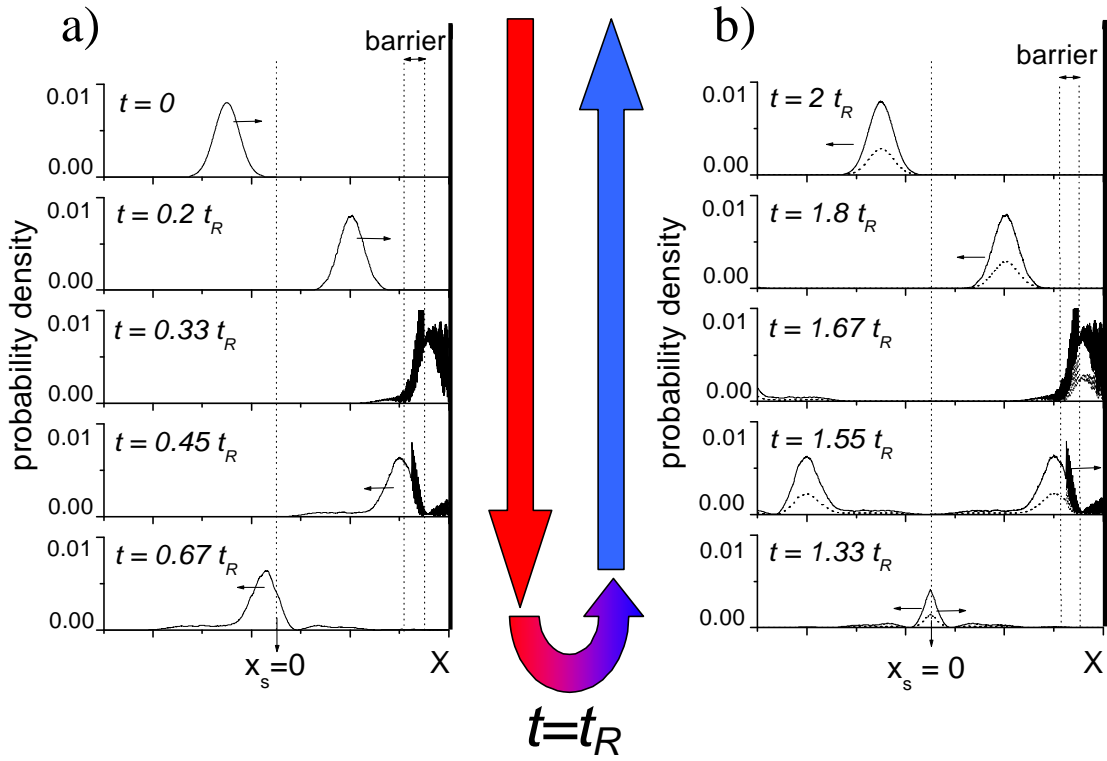 a)
barrier
0.01
t = 0
0.00
0.01
t = 0.2 t_R
0.00
0.01
t = 0.33 t_R
0.00
0.01
t = 0.45 t_R
0.00
0.01
t = 0.67 t_R
0.00
probability density
x_s=0
X
t=t_R
b)
barrier
0.01
t = 2 t_R
0.00
0.01
t = 1.8 t_R
0.00
0.01
t = 1.67 t_R
0.00
0.01
t = 1.55 t_R
0.00
0.01
t = 1.33 t_R
0.00
probability density
x_s = 0
X